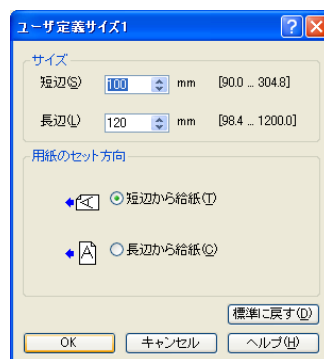 ユーザ定義サイズ1
サイズ
短辺(S) 100 mm [90.0 ... 304.8]
長辺(L) 120 mm [98.4 ... 1200.0]
用紙のセット方向
短辺から給紙(T)
長辺から給紙(C)
標準に戻す(D)
OK キャンセル ヘルプ(H)